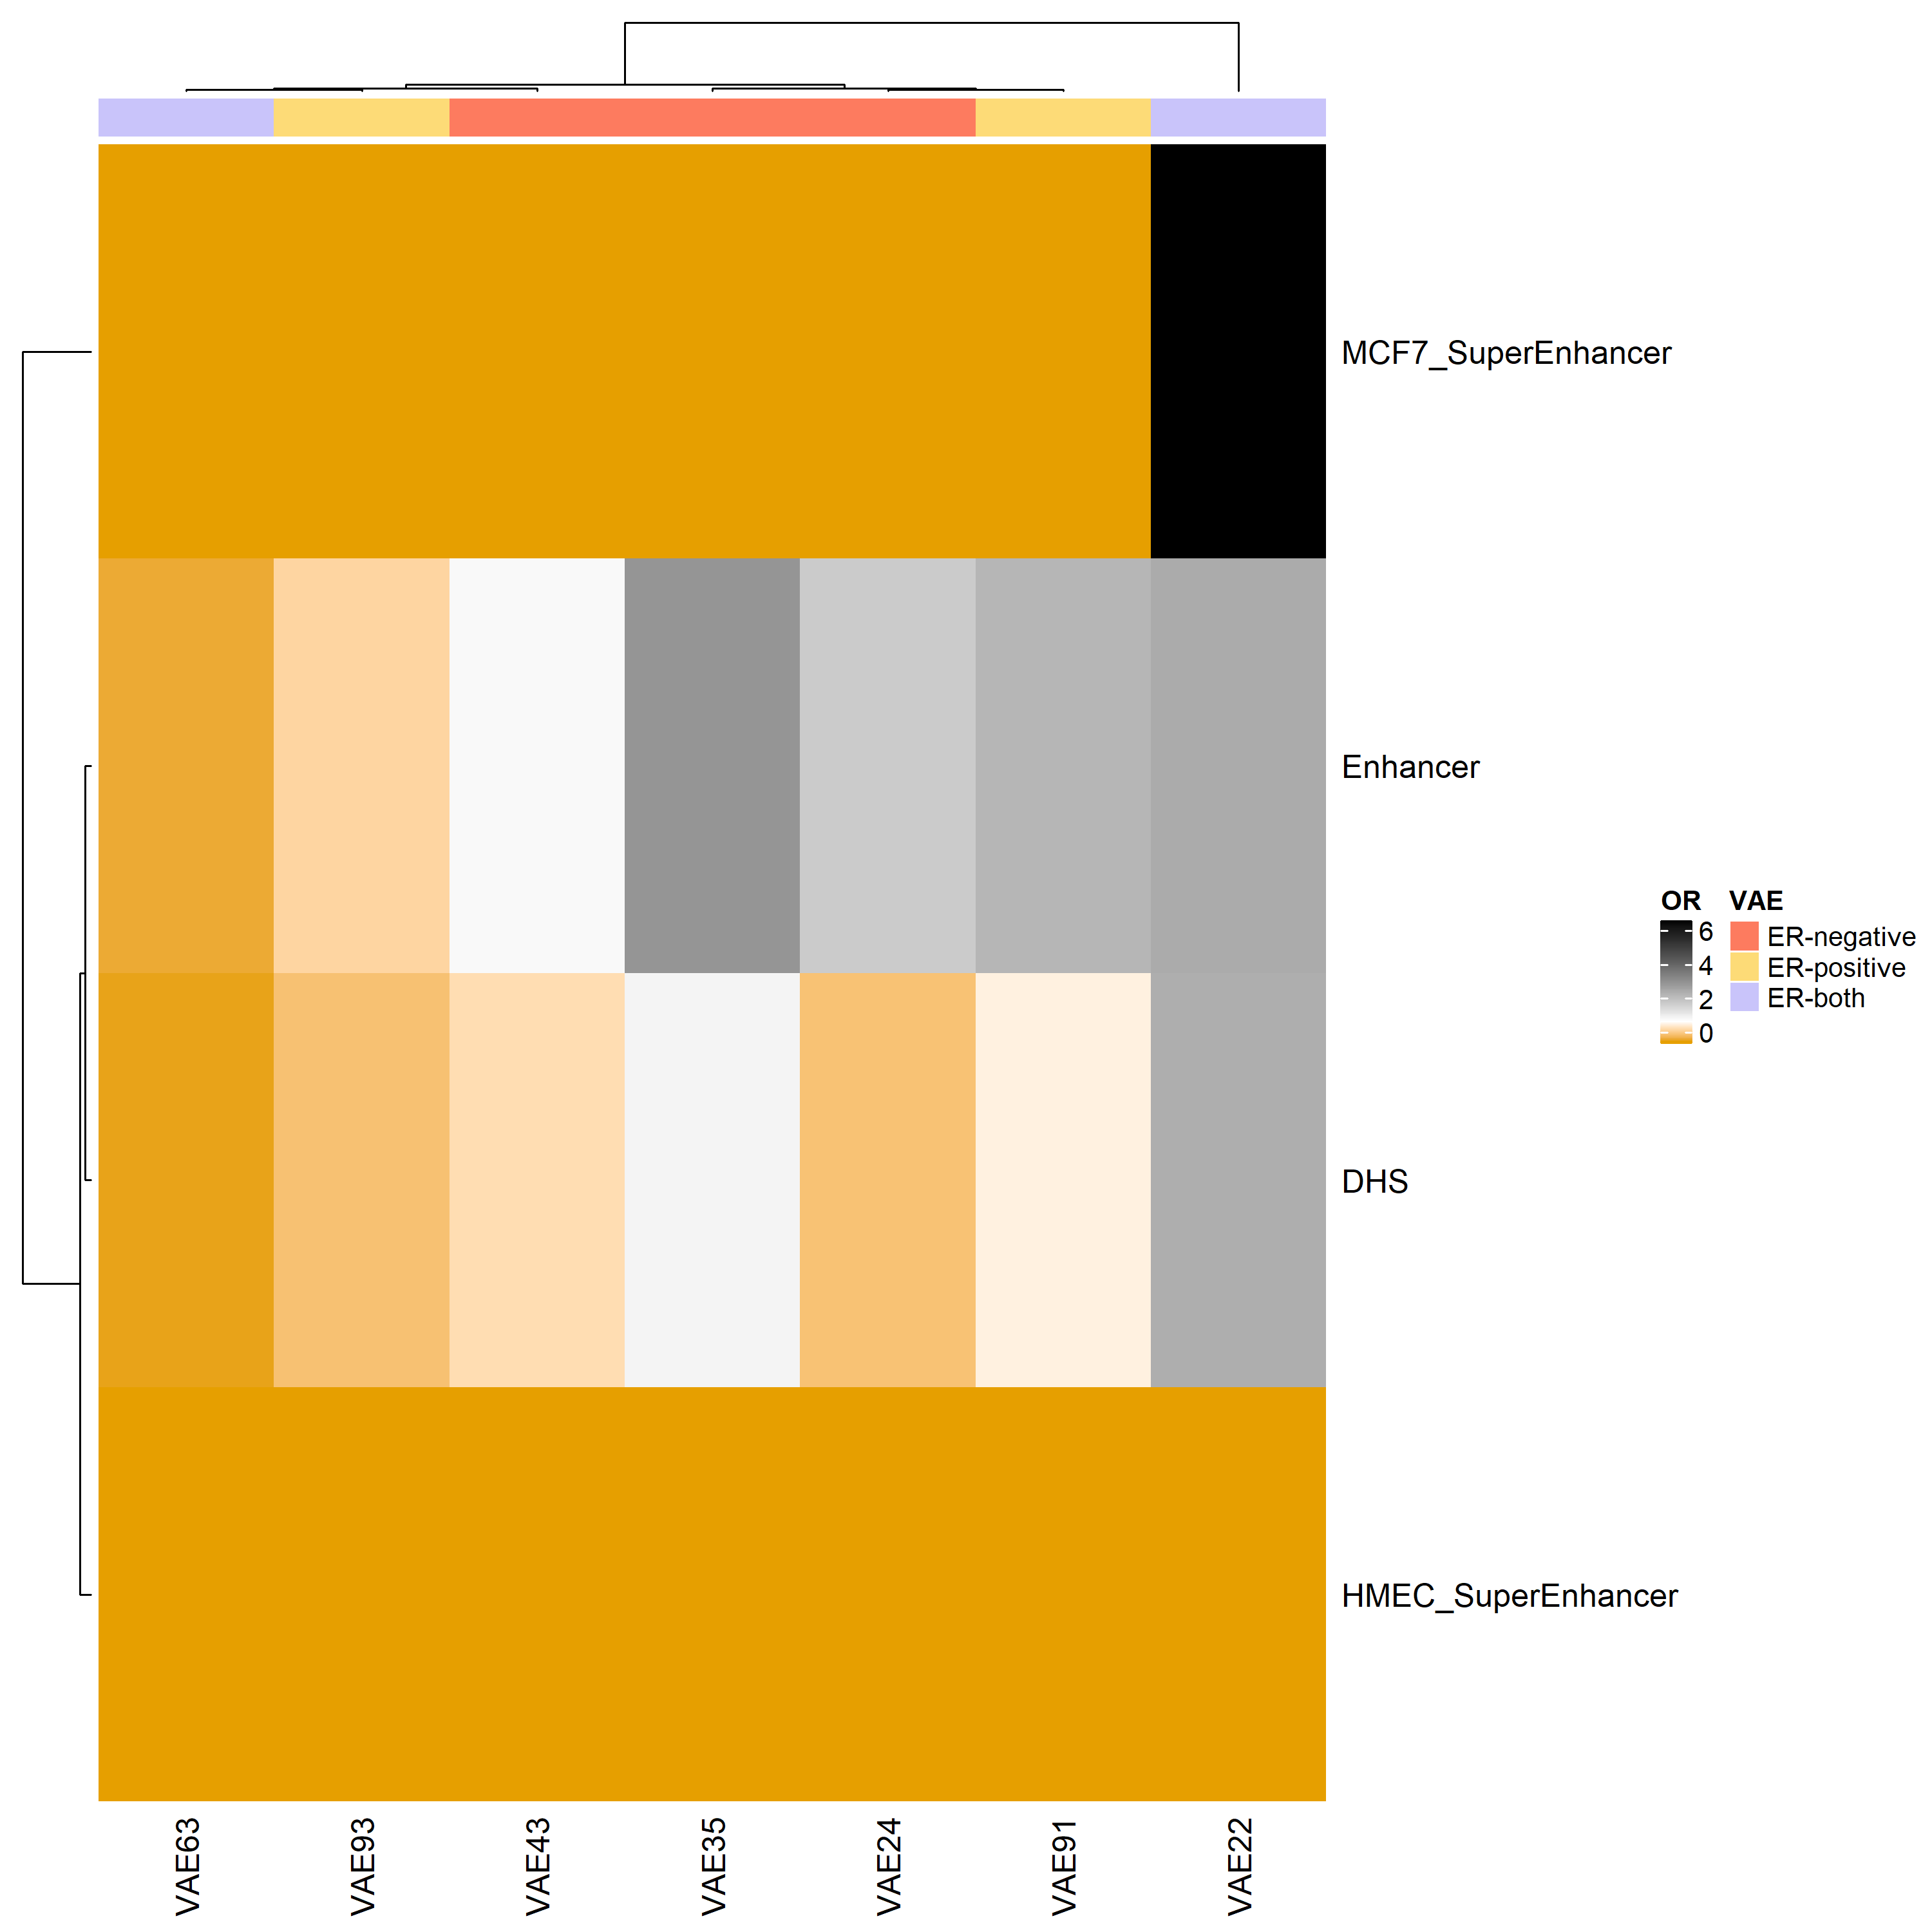 MCF7_SuperEnhancer
Enhancer
DHS
HMEC_SuperEnhancer
OR
6
4
2
0
VAE
ER-negative
ER-positive
ER-both
VAE63
VAE93
VAE43
VAE35
VAE24
VAE91
VAE22